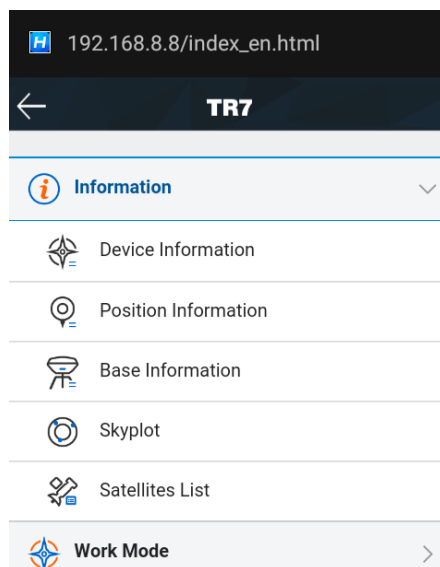 H 192.168.8.8/index_en.html
TR7
Information
Device Information
Position Information
Base Information
Skyplot
Satellites List
Work Mode